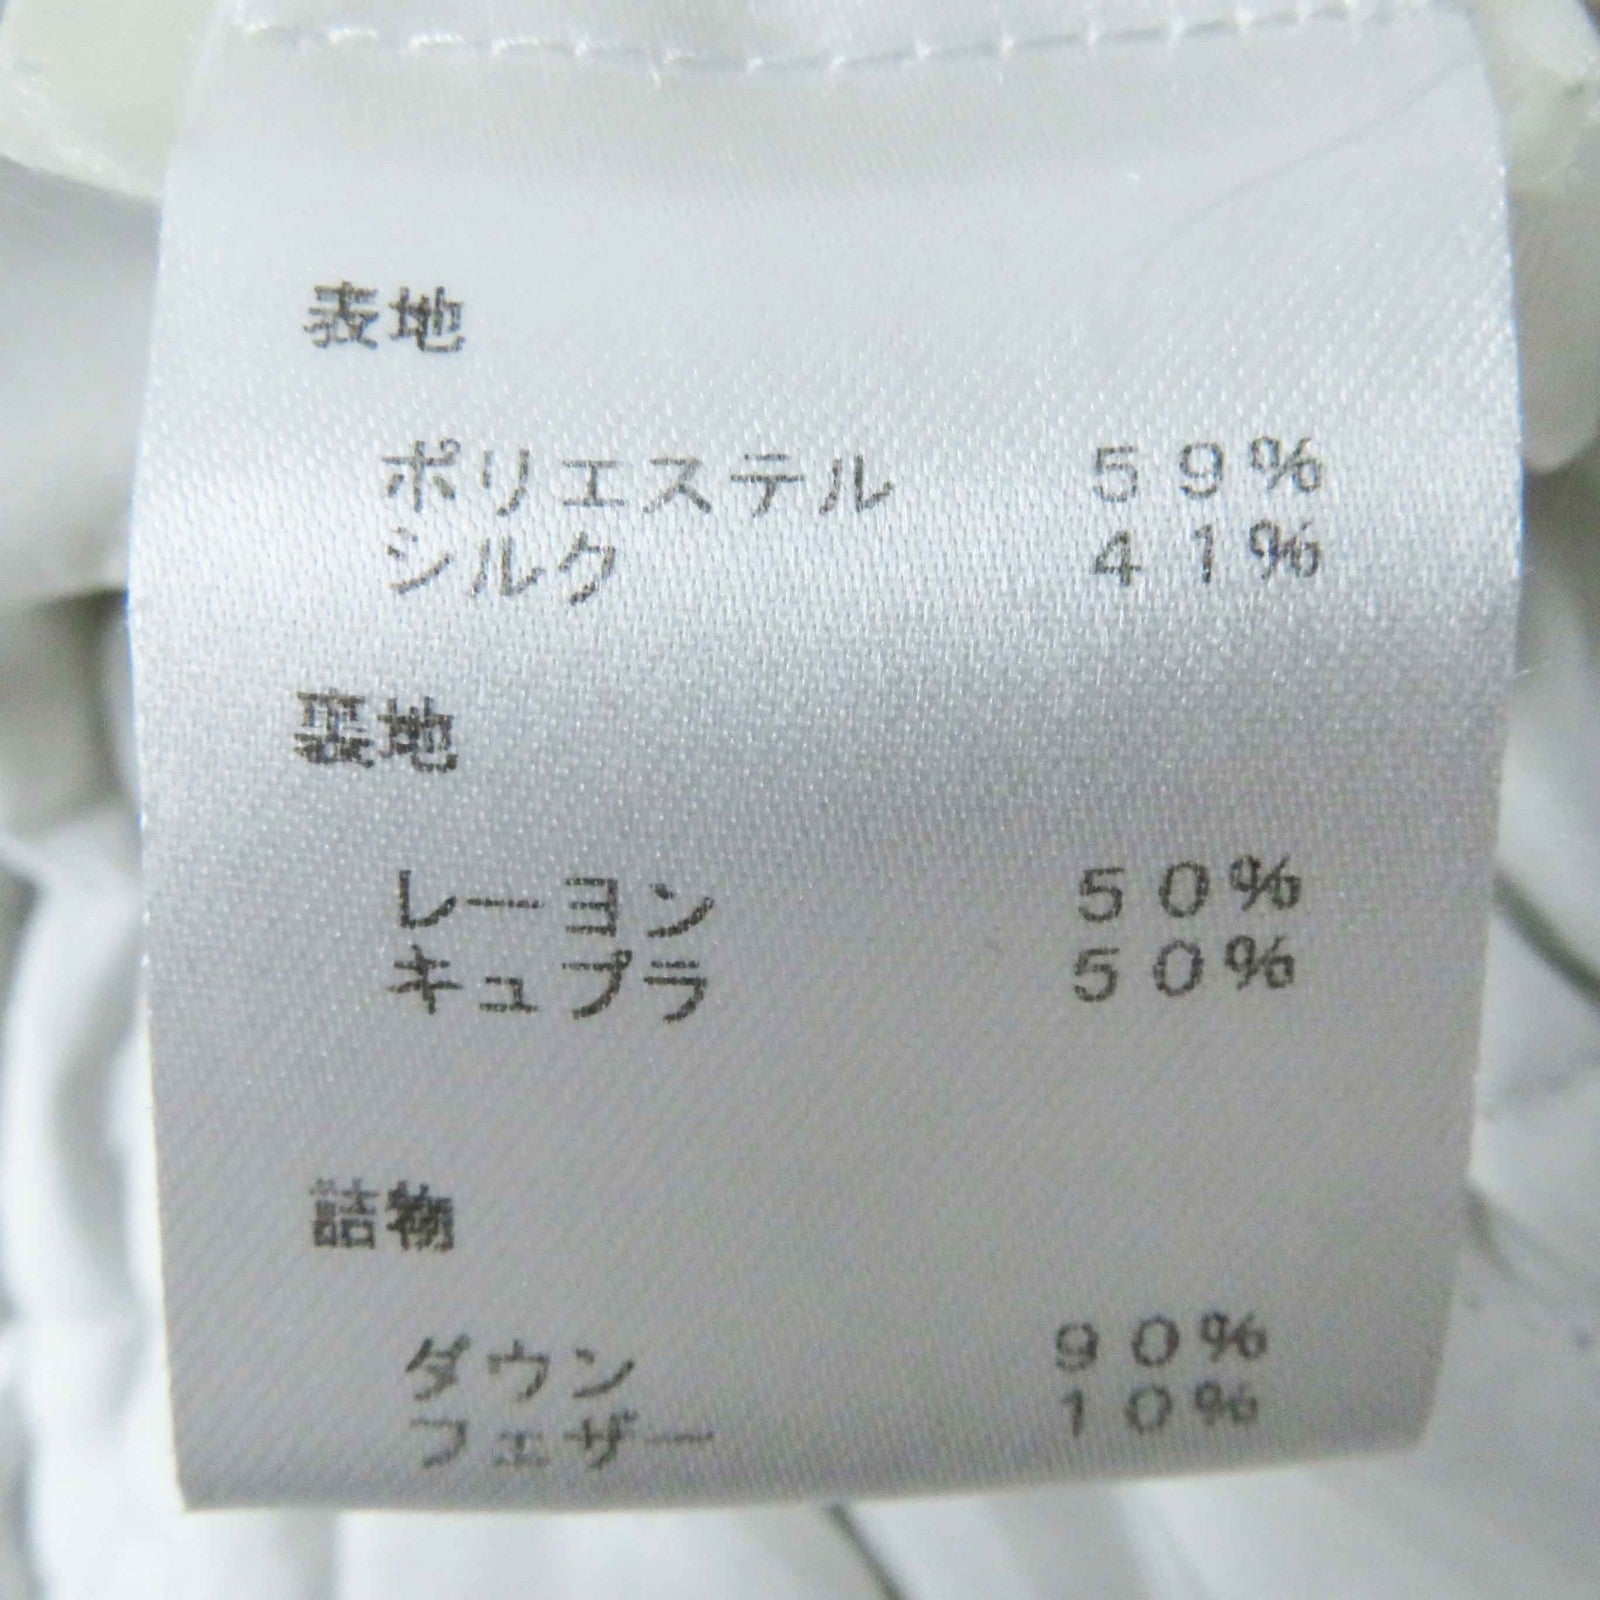 表地
ポリエステル 59%
シルク 41%
裏地
レーヨン 50%
キュプラ 50%
詰物
ダウン 90%
フェザー 10%